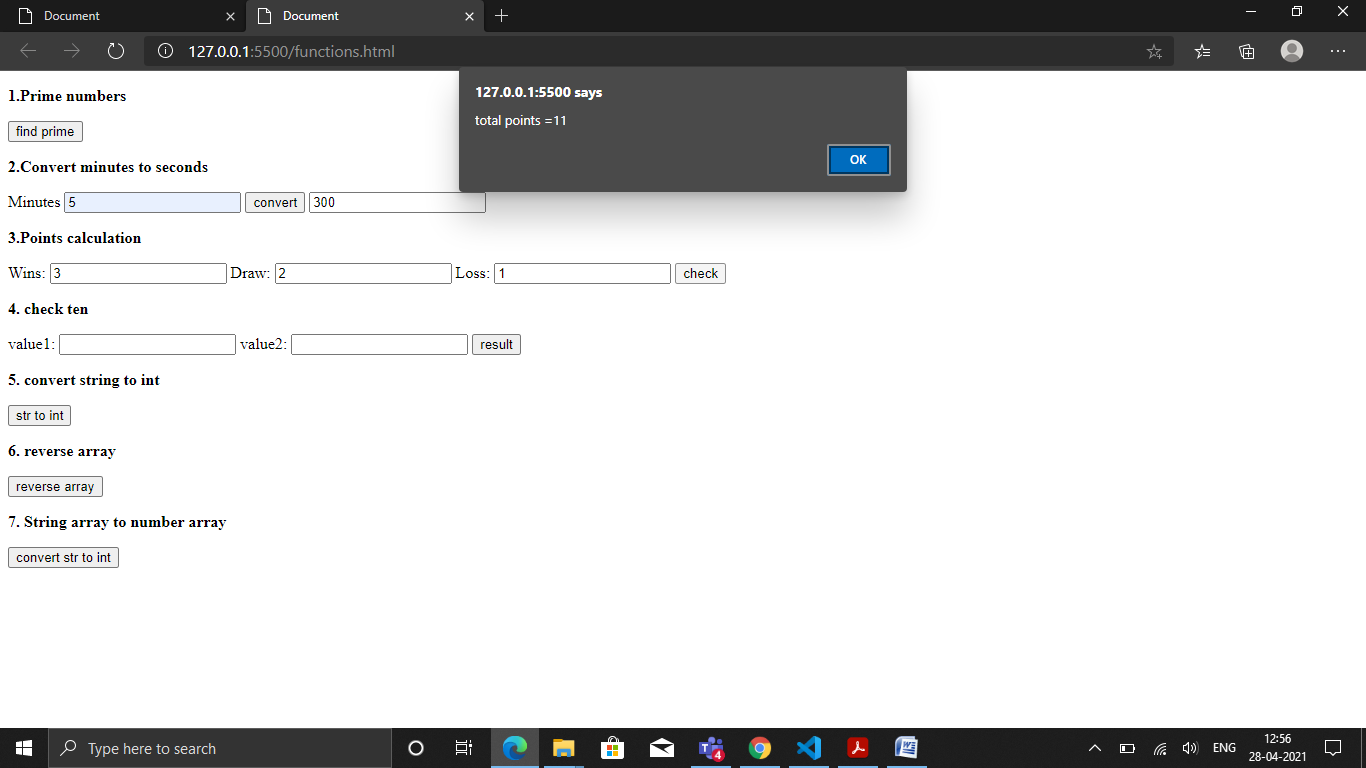 Document Document
127.0.0.1:5500/functions.html
127.0.0.1:5500 says
total points =11
OK
1.Prime numbers
find prime
2.Convert minutes to seconds
Minutes 5 convert 300
3.Points calculation
Wins: 3 Draw: 2 Loss: 1 check
4. check ten
value1: value2: result
5. convert string to int
str to int
6. reverse array
reverse array
7. String array to number array
convert str to int
Type here to search 4 ENG 12:56
28-04-2021